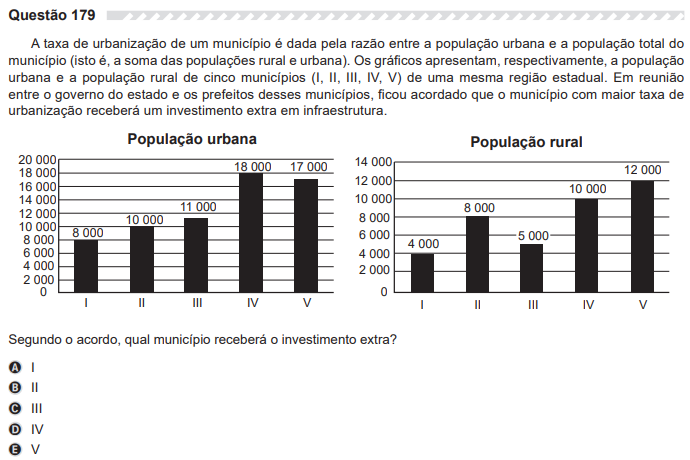 Questão 179
A taxa de urbanização de um município é dada pela razão entre a população urbana e a população total do
município (isto é, a soma das populações rural e urbana). Os gráficos apresentam, respectivamente, a população
urbana e a população rural de cinco municípios (I, II, III, IV, V) de uma mesma região estadual. Em reunião
entre o governo do estado e os prefeitos desses municípios, ficou acordado que o município com maior taxa de
urbanização receberá um investimento extra em infraestrutura.
População urbana
20 000
18 000
16 000
14 000
12 000
10 000
8 000
6 000
4 000
2 000
0
8 000
10 000
11 000
18 000
17 000
I II III IV V
População rural
14 000
12 000
10 000
8 000
6 000
4 000
2 000
0
4 000
8 000
5 000
10 000
12 000
I II III IV V
Segundo o acordo, qual município receberá o investimento extra?
A I
B II
C III
D IV
E V